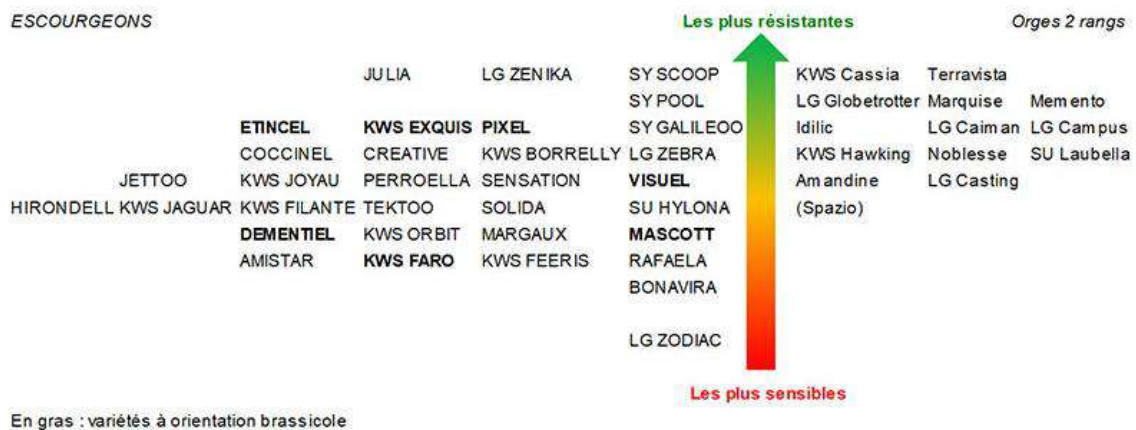 ESCOURGEONS Les plus résistantes Orges 2 rangs
JULIA LG ZENIKA SY SCOOP KWS Cassia Terravista
SY POOL LG Globetrotter Marquise Memento
ETINCEL KWS EXQUIS PIXEL SY GALILEOO Idilic LG Caiman LG Campus
COCCINEL CREATIVE KWS BORRELLY LG ZEBRA KWS Hawking Noblesse SU Laubella
JETTOO KWS JOYAU PERROELLA SENSATION VISUEL Amandine LG Casting
HIRONDELL KWS JAGUAR KWS FILANTE TEKTOO SOLIDA SU HYLONA (Spazio)
DEMENTIEL KWS ORBIT MARGAUX MASCOTT
AMISTAR KWS FARO KWS FEERIS RAFAELA
BONAVIRA
LG ZODIAC
Les plus sensibles
En gras : variétés à orientation brassicole